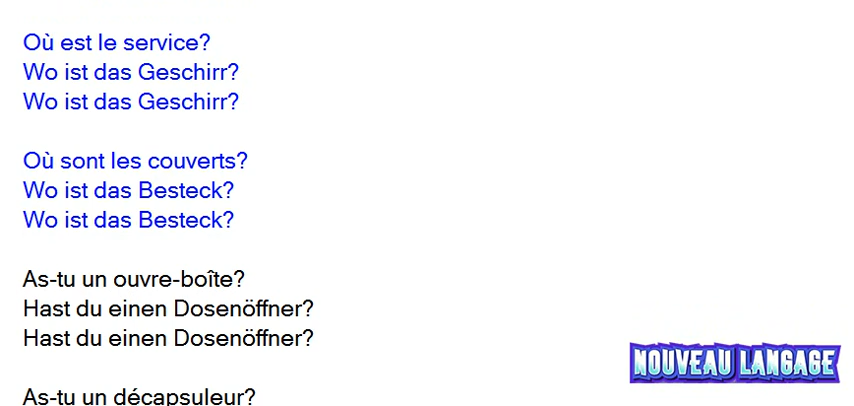 Où est le service?
Wo ist das Geschirr?
Wo ist das Geschirr?
Où sont les couverts?
Wo ist das Besteck?
Wo ist das Besteck?
As-tu un ouvre-boîte?
Hast du einen Dosenöffner?
Hast du einen Dosenöffner?
As-tu un décapsuleur?
NOUVEAU LANGAGE